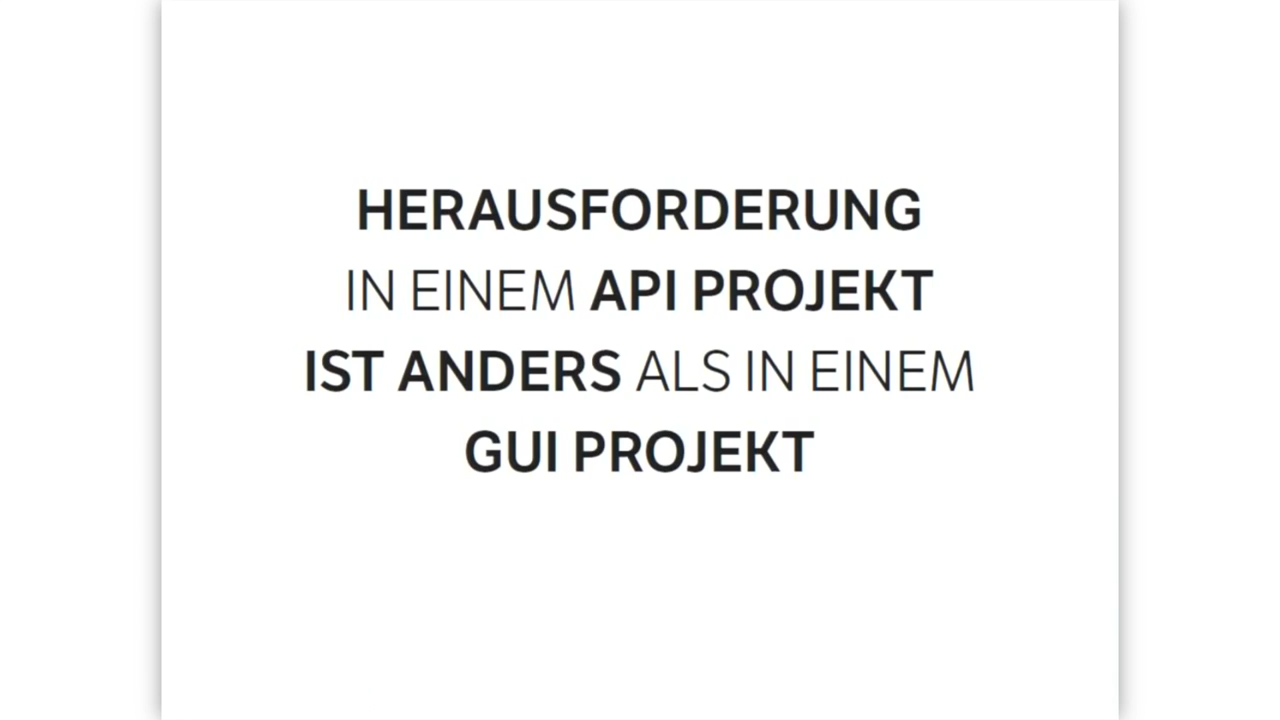 HERAUSFORDERUNG
IN EINEM API PROJEKT
IST ANDERS ALS IN EINEM
GUI PROJEKT